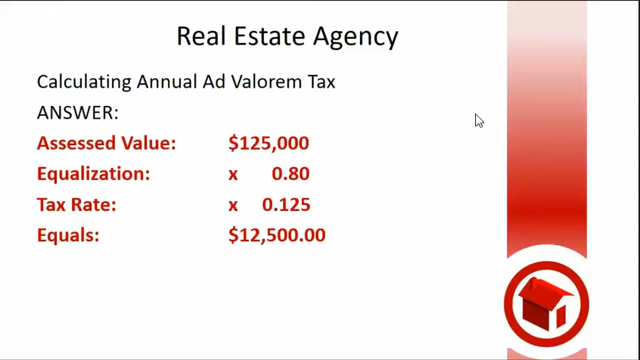 Real Estate Agency
Calculating Annual Ad Valorem Tax
ANSWER:
Assessed Value: $125,000
Equalization: x 0.80
Tax Rate: x 0.125
Equals: $12,500.00